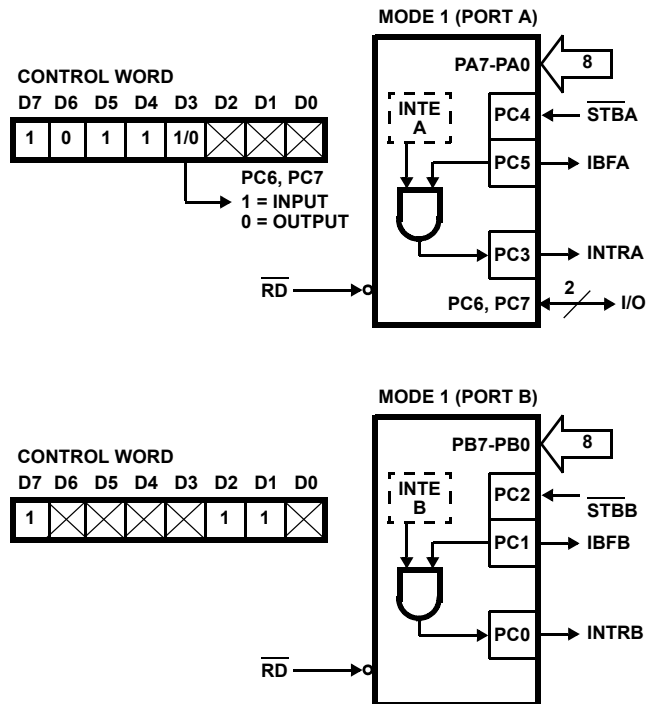 MODE 1 (PORT A)
CONTROL WORD
D7 D6 D5 D4 D3 D2 D1 D0
1 0 1 1 1/0
PC6, PC7
1 = INPUT
0 = OUTPUT
PA7-PA0
8
INTE
A
PC4
STBA
PC5
IBFA
PC3
INTRA
RD
PC6, PC7
2
I/O
MODE 1 (PORT B)
CONTROL WORD
D7 D6 D5 D4 D3 D2 D1 D0
1 1 1
PB7-PB0
8
INTE
B
PC2
STBB
PC1
IBFB
PC0
INTRB
RD